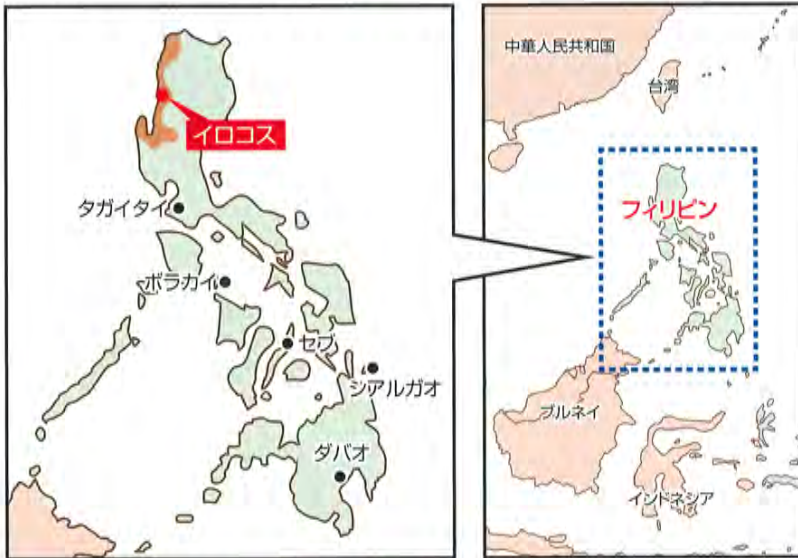 イロコス
タガイタイ
ボラカイ
セブ
シアルガオ
ダバオ
中華人民共和国
台湾
フィリピン
ブルネイ
インドネシア